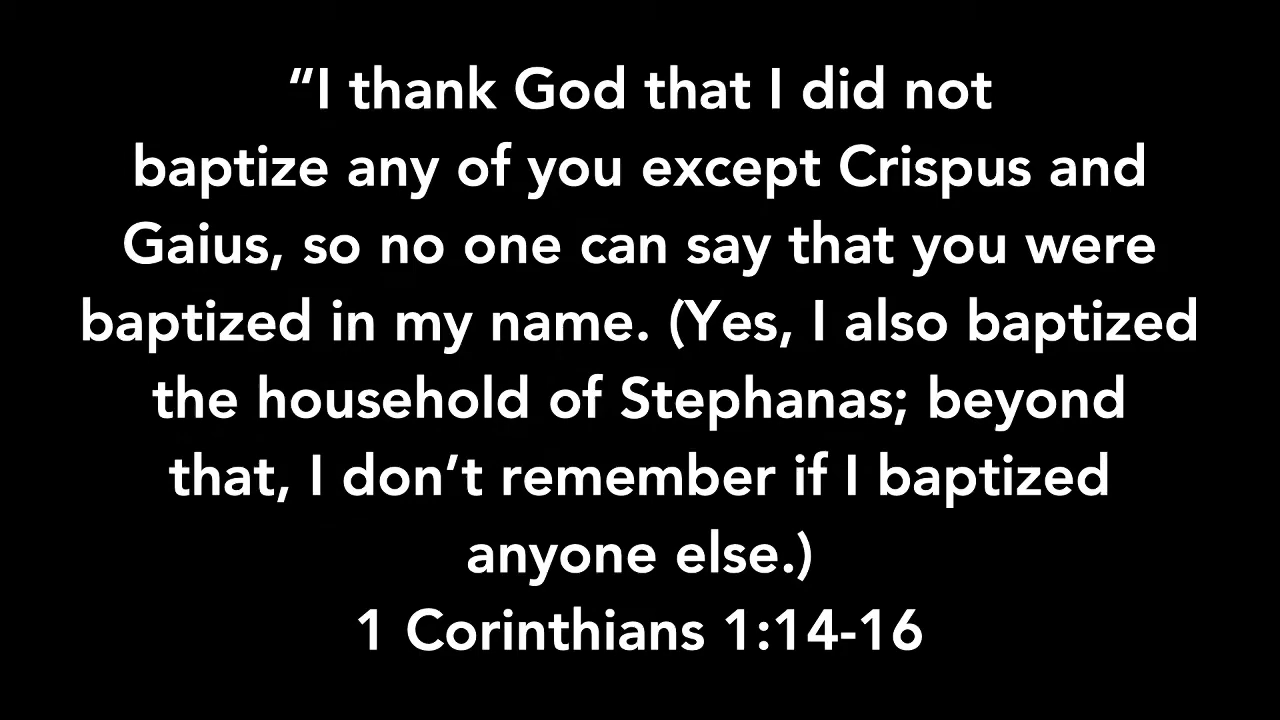 “I thank God that I did not
baptize any of you except Crispus and
Gaius, so no one can say that you were
baptized in my name. (Yes, I also baptized
the household of Stephanas; beyond
that, I don’t remember if I baptized
anyone else.)
1 Corinthians 1:14-16